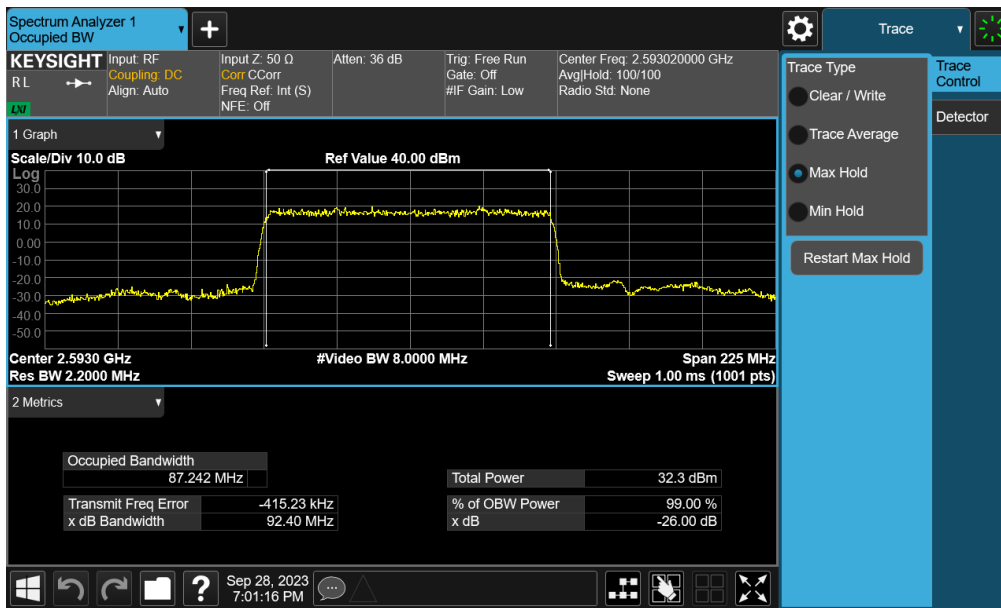 Spectrum Analyzer 1
Occupied BW
Trace
KEYSIGHT
R L
LXI
Input: RF
Coupling: DC
Align: Auto
Input Z: 50 Ω
Corr CCorr
Freq Ref: Int (S)
NFE: Off
Atten: 36 dB
Trig: Free Run
Gate: Off
#IF Gain: Low
Center Freq: 2.593020000 GHz
Avg|Hold: 100/100
Radio Std: None
Trace Type
Clear / Write
Trace Average
Max Hold
Min Hold
Restart Max Hold
Trace
Control
Detector
1 Graph
Scale/Div 10.0 dB
Ref Value 40.00 dBm
Log
30.0
20.0
10.0
0.00
-10.0
-20.0
-30.0
-40.0
-50.0
Center 2.5930 GHz
#Video BW 8.0000 MHz
Span 225 MHz
Res BW 2.2000 MHz
Sweep 1.00 ms (1001 pts)
2 Metrics
Occupied Bandwidth
87.242 MHz
Total Power 32.3 dBm
Transmit Freq Error -415.23 kHz
% of OBW Power 99.00 %
x dB Bandwidth 92.40 MHz
x dB -26.00 dB
?
Sep 28, 2023
7:01:16 PM